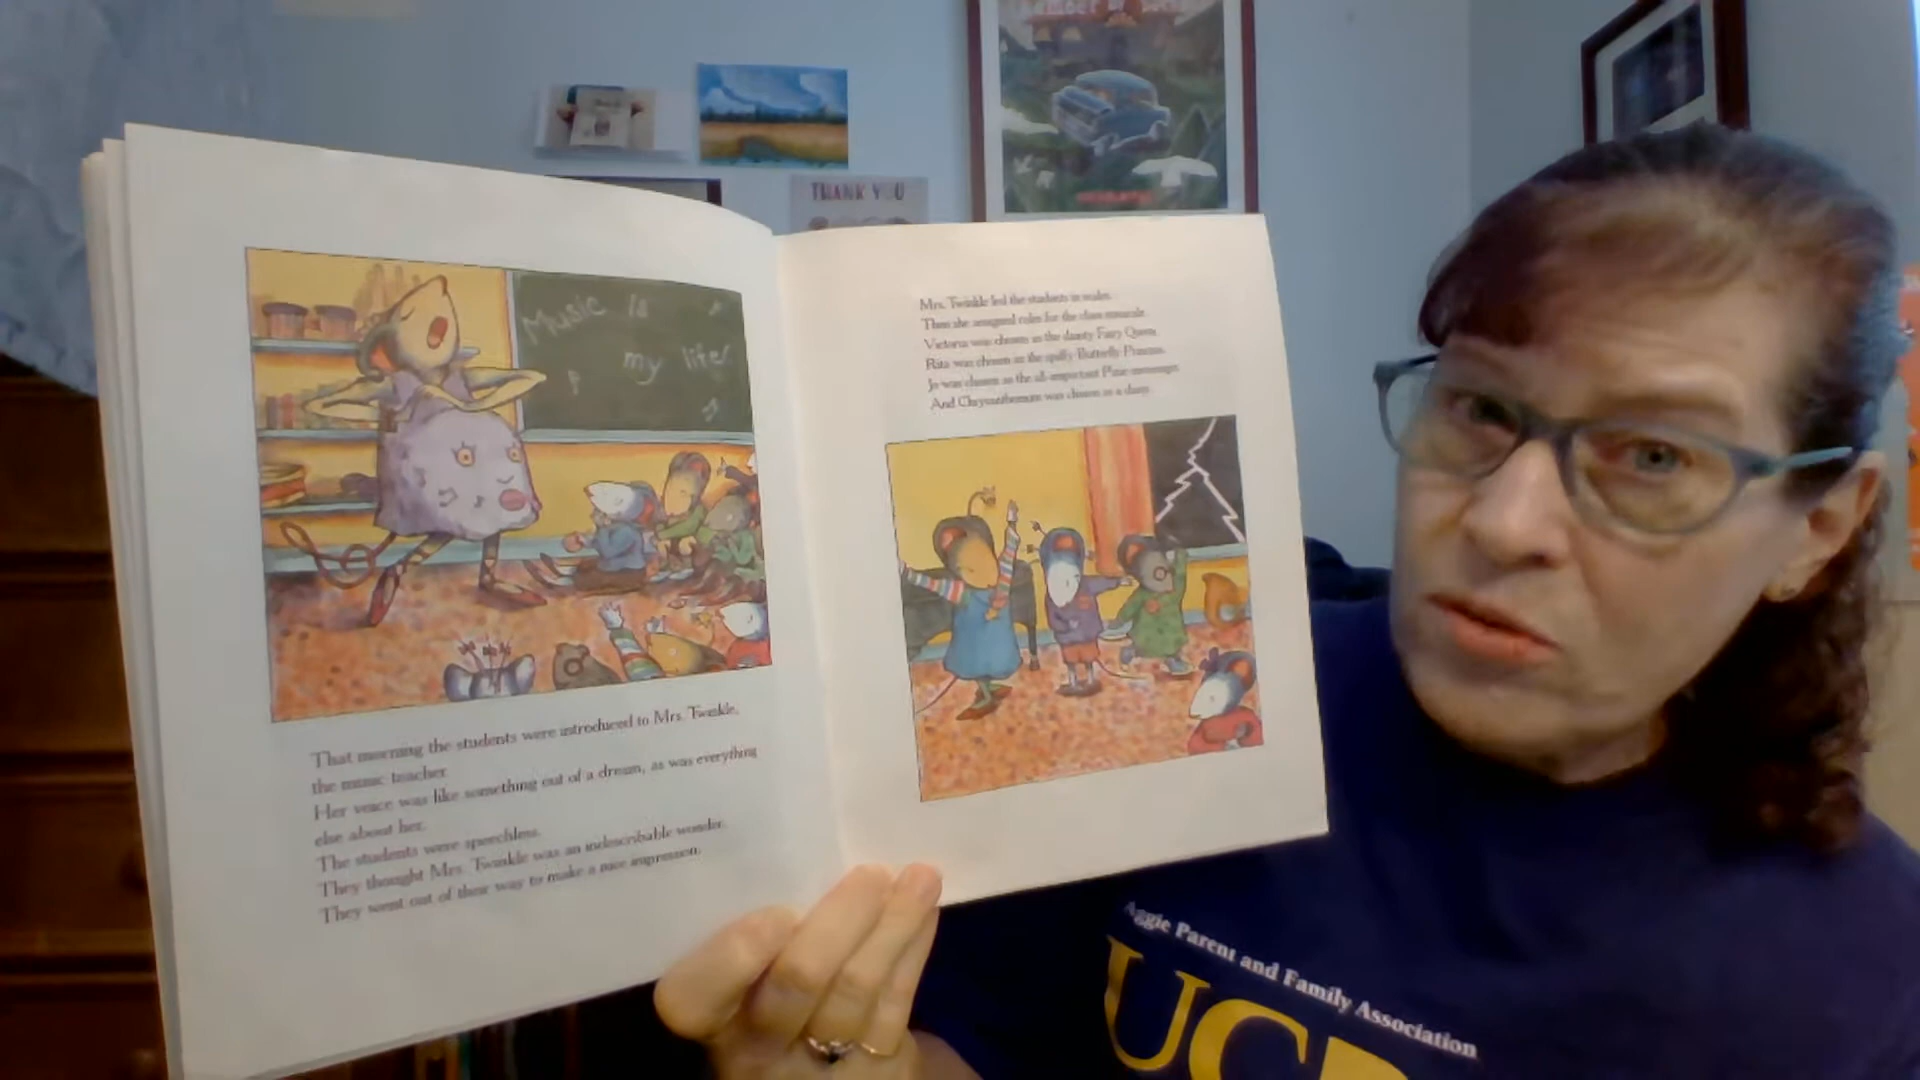 THANK YOU
Music is
my life!
That morning the students were introduced to Mrs. Twinkle,
the music teacher.
Her voice was like something out of a dream, as was everything
else about her.
The students were speechless.
They thought Mrs. Twinkle was an indescribable wonder.
They went out of their way to make a nice impression.
Mrs. Twinkle led the students in scales.
Then she assigned roles for the class musicale.
Victoria was chosen as the dainty Fairy Queen.
Rita was chosen as the spiffy Butterfly Princess.
Jo was chosen as the all-important Pixie-messenger.
And Chrysanthemum was chosen as a daisy.
Aggie Parent and Family Association
UC